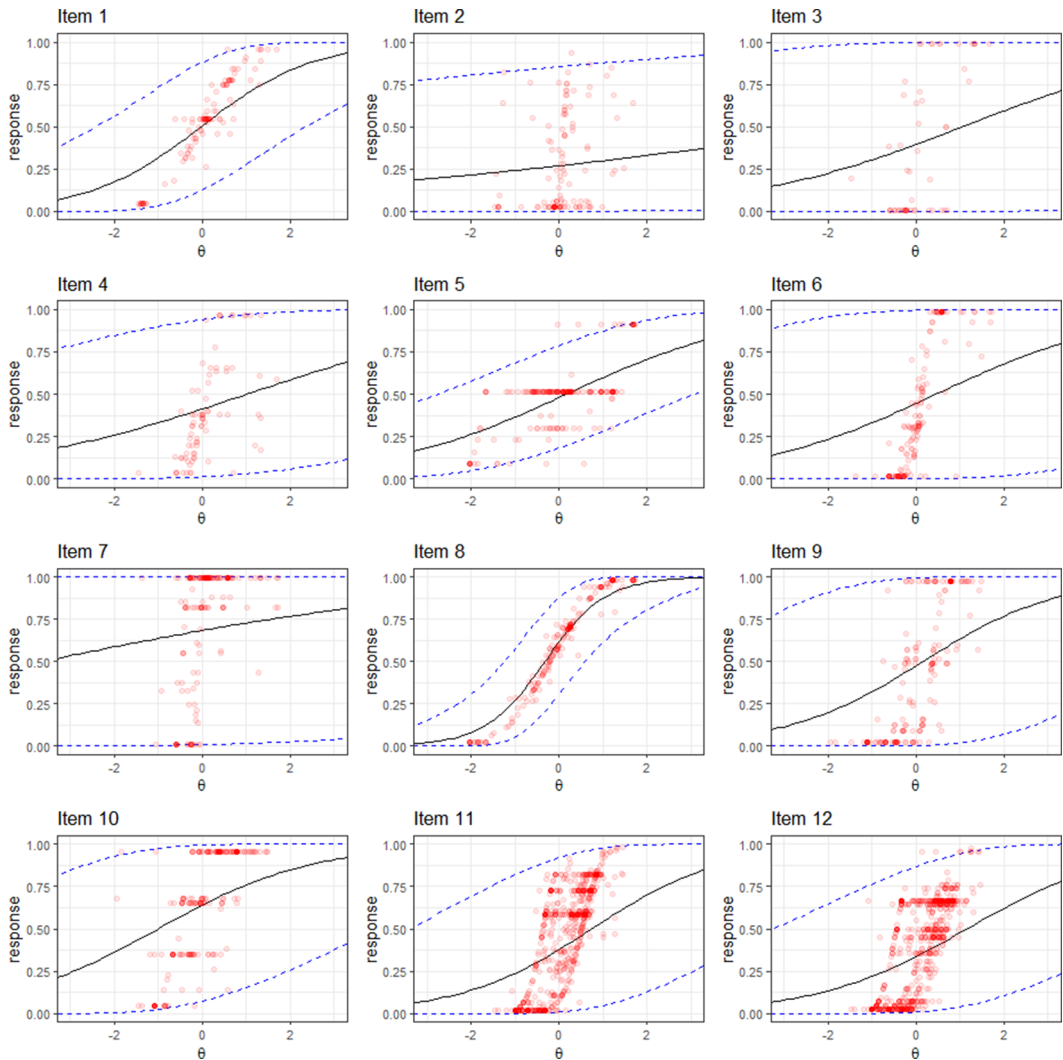 Item 1 Item 2 Item 3
1.00 1.00 1.00
0.75 0.75 0.75
response response response
0.50 0.50 0.50
0.25 0.25 0.25
0.00 0.00 0.00
-2 0 2 -2 0 2 -2 0 2
θ θ θ
Item 4 Item 5 Item 6
1.00 1.00 1.00
0.75 0.75 0.75
response response response
0.50 0.50 0.50
0.25 0.25 0.25
0.00 0.00 0.00
-2 0 2 -2 0 2 -2 0 2
θ θ θ
Item 7 Item 8 Item 9
1.00 1.00 1.00
0.75 0.75 0.75
response response response
0.50 0.50 0.50
0.25 0.25 0.25
0.00 0.00 0.00
-2 0 2 -2 0 2 -2 0 2
θ θ θ
Item 10 Item 11 Item 12
1.00 1.00 1.00
0.75 0.75 0.75
response response response
0.50 0.50 0.50
0.25 0.25 0.25
0.00 0.00 0.00
-2 0 2 -2 0 2 -2 0 2
θ θ θ